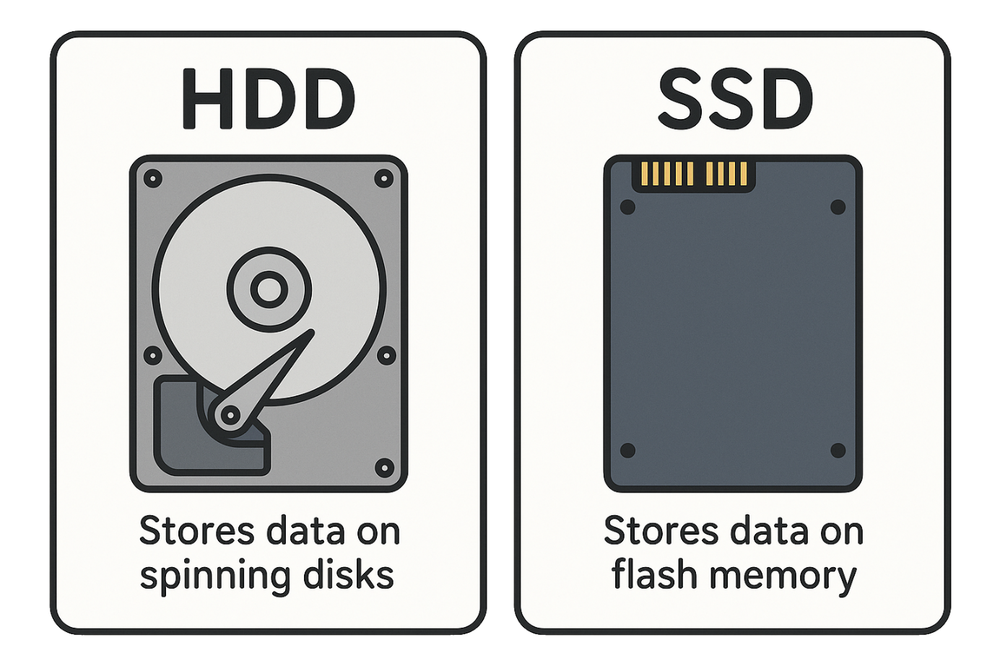 HDD
Stores data on
spinning disks
SSD
Stores data on
flash memory